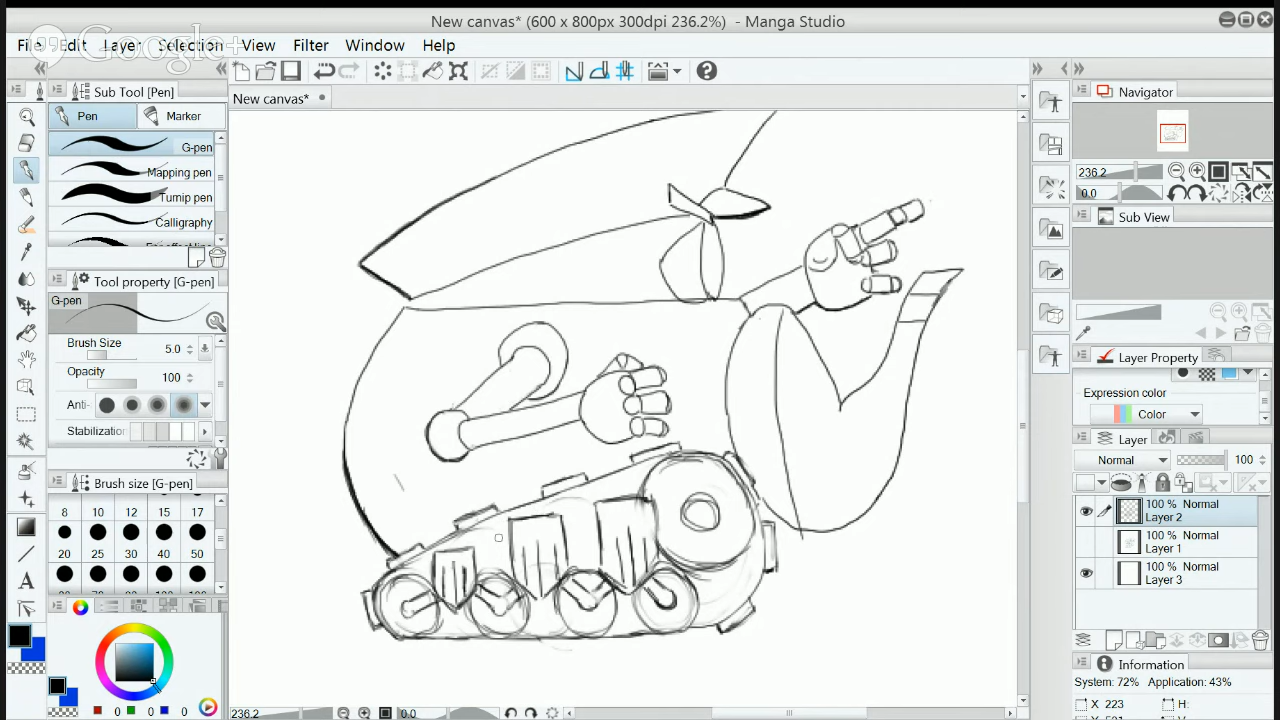 New canvas* (600 x 800px 300dpi 236.2%) - Manga Studio
Google+
File Edit Layer Selection View Filter Window Help
Sub Tool [Pen]
New canvas*
Navigator
Pen Marker
G-pen
Mapping pen
Turnip pen
Calligraphy
236.2
0.0
Sub View
Tool property [G-pen]
G-pen
Brush Size 5.0
Opacity 100
Anti-
Stabilization
Layer Property
Expression color
Color
Layer
Normal 100
Brush size [G-pen]
8 10 12 15 17
20 25 30 40 50
100 % Normal
Layer 2
100 % Normal
Layer 1
100 % Normal
Layer 3
Information
System: 72% Application: 43%
X 223 H:
Y W:
0 0 0
236.2 0.0